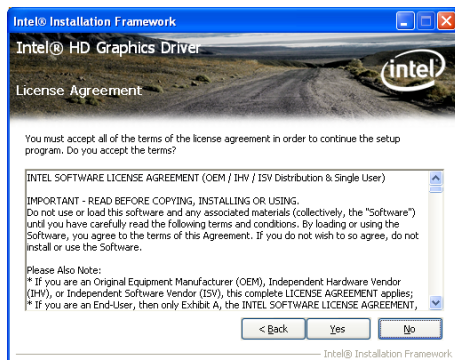 Intel® Installation Framework
Intel® HD Graphics Driver
intel
License Agreement
You must accept all of the terms of the license agreement in order to continue the setup
program. Do you accept the terms?
INTEL SOFTWARE LICENSE AGREEMENT (OEM / IHV / ISV Distribution & Single User)
IMPORTANT - READ BEFORE COPYING, INSTALLING OR USING.
Do not use or load this software and any associated materials (collectively, the "Software")
until you have carefully read the following terms and conditions. By loading or using the
Software, you agree to the terms of this Agreement. If you do not wish to so agree, do not
install or use the Software.
Please Also Note:
* If you are an Original Equipment Manufacturer (OEM), Independent Hardware Vendor
(IHV), or Independent Software Vendor (ISV), this complete LICENSE AGREEMENT applies;
* If you are an End-User, then only Exhibit A, the INTEL SOFTWARE LICENSE AGREEMENT,
< Back Yes No
Intel® Installation Framework